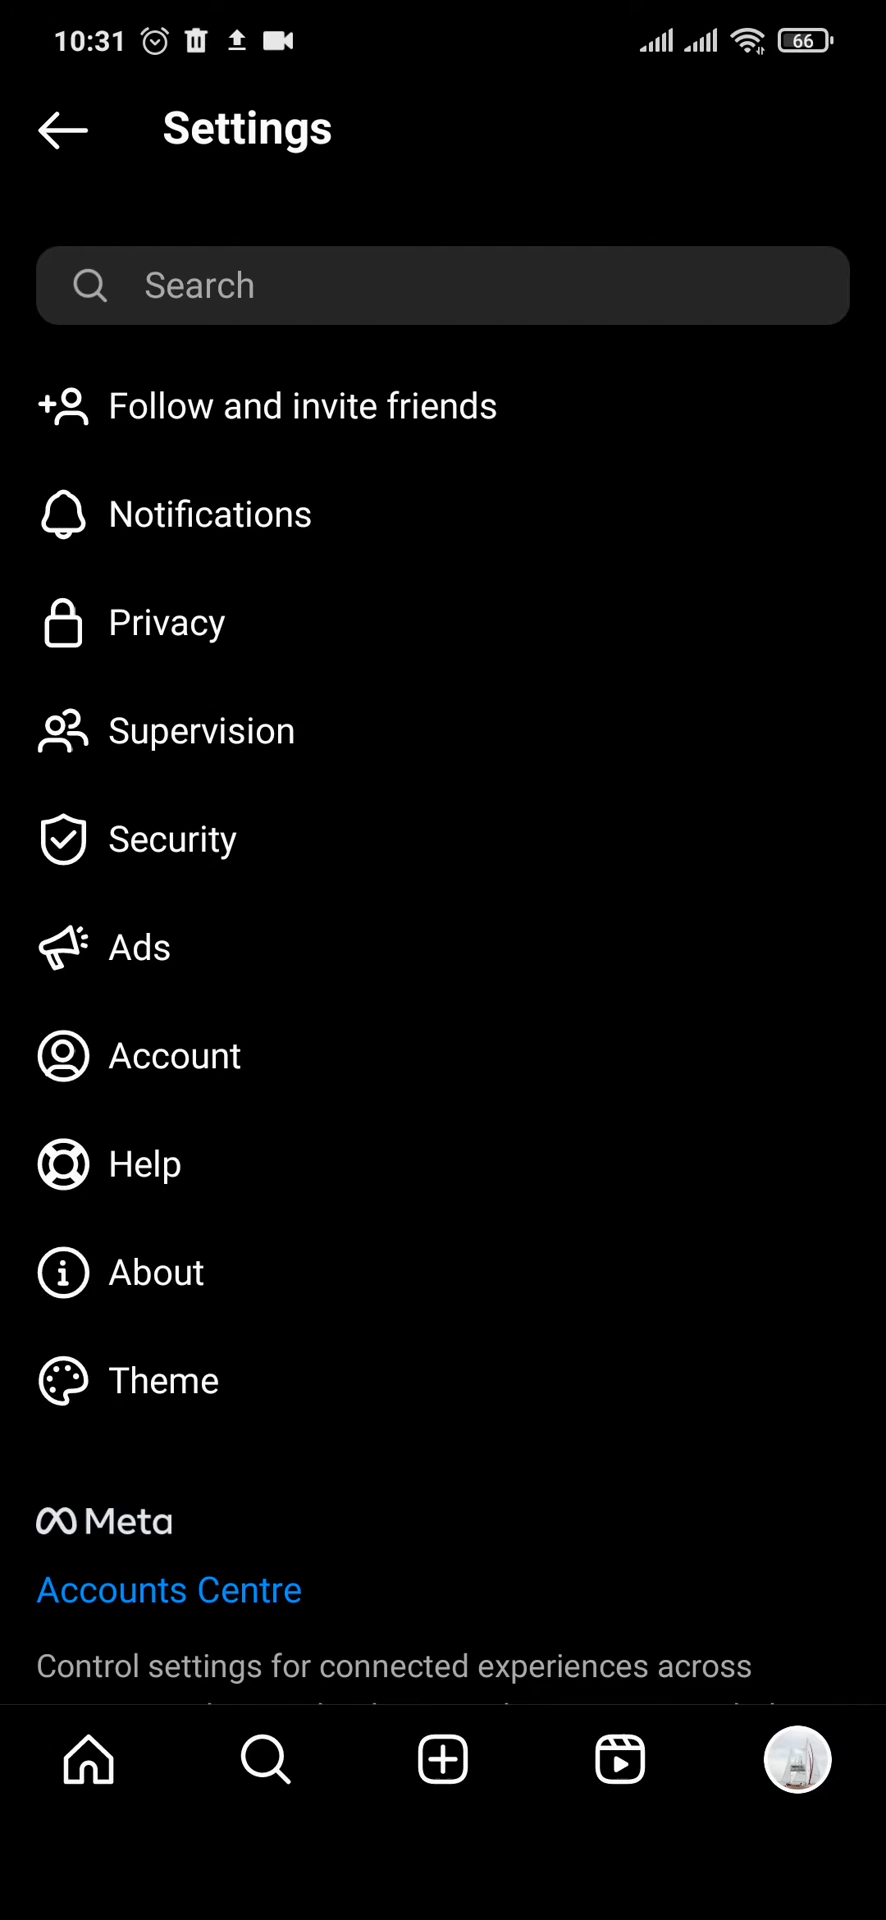 10:31
66
Settings
Search
Follow and invite friends
Notifications
Privacy
Supervision
Security
Ads
Account
Help
About
Theme
Meta
Accounts Centre
Control settings for connected experiences across